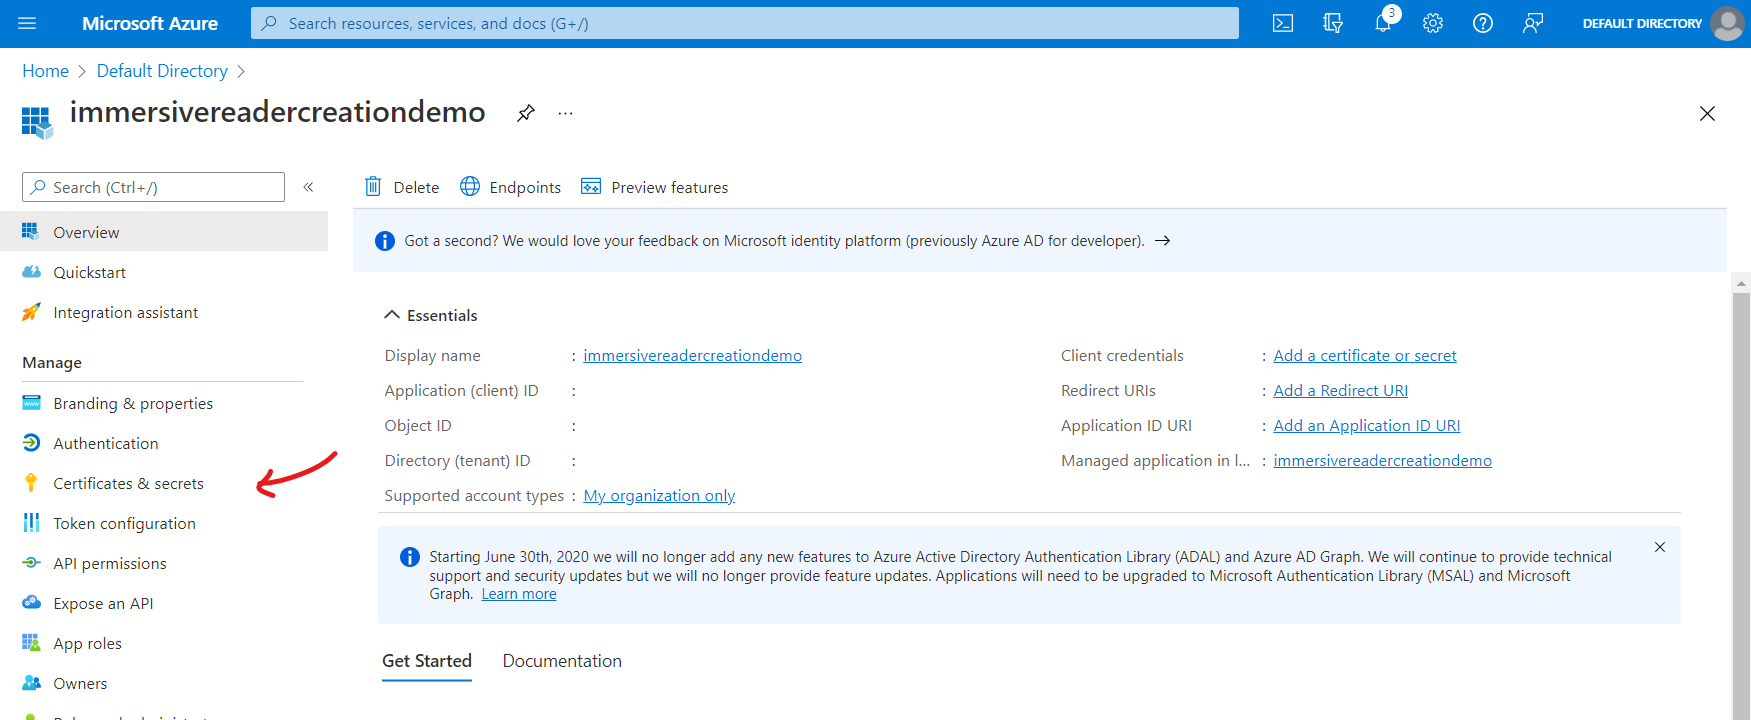 Microsoft Azure
Search resources, services, and docs (G+/)
3
DEFAULT DIRECTORY
Home > Default Directory >
immersivereadercreationdemo
Search (Ctrl+/)
Overview
Quickstart
Integration assistant
Manage
Branding & properties
Authentication
Certificates & secrets
Token configuration
API permissions
Expose an API
App roles
Owners
Delete
Endpoints
Preview features
Got a second? We would love your feedback on Microsoft identity platform (previously Azure AD for developer). →
Essentials
Display name : immersivereadercreationdemo
Application (client) ID :
Object ID :
Directory (tenant) ID :
Supported account types : My organization only
Client credentials : Add a certificate or secret
Redirect URIs : Add a Redirect URI
Application ID URI : Add an Application ID URI
Managed application in l... : immersivereadercreationdemo
Starting June 30th, 2020 we will no longer add any new features to Azure Active Directory Authentication Library (ADAL) and Azure AD Graph. We will continue to provide technical
support and security updates but we will no longer provide feature updates. Applications will need to be upgraded to Microsoft Authentication Library (MSAL) and Microsoft
Graph. Learn more
Get Started
Documentation